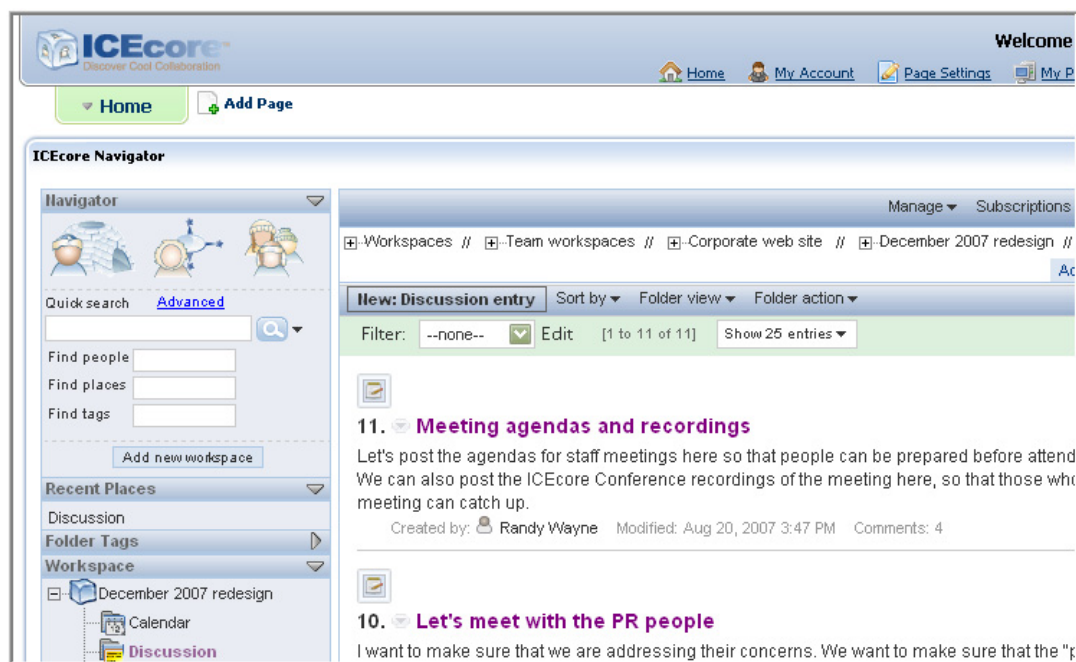 ICEcore
Discover Cool Collaboration
Welcome
Home My Account Page Settings My P
Home Add Page
ICEcore Navigator
Navigator
Quick search Advanced
Find people
Find places
Find tags
Add new workspace
Recent Places
Discussion
Folder Tags
Workspace
December 2007 redesign
Calendar
Discussion
Manage Subscriptions
Workspaces // Team workspaces // Corporate web site // December 2007 redesign //
New: Discussion entry Sort by Folder view Folder action
Filter: --none-- Edit [1 to 11 of 11] Show 25 entries
11. Meeting agendas and recordings
Let's post the agendas for staff meetings here so that people can be prepared before attend
We can also post the ICEcore Conference recordings of the meeting here, so that those who
meeting can catch up.
Created by: Randy Wayne Modified: Aug 20, 2007 3:47 PM Comments: 4
10. Let's meet with the PR people
I want to make sure that we are addressing their concerns. We want to make sure that the "p